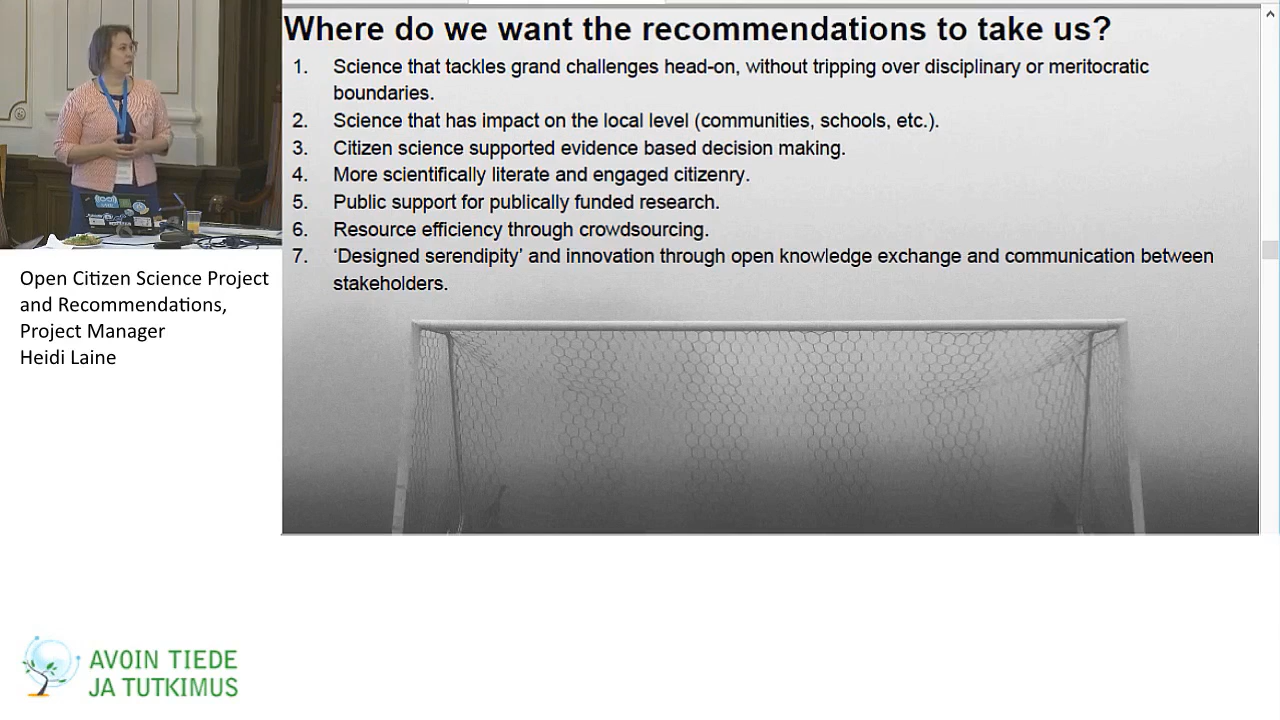 Where do we want the recommendations to take us?
1. Science that tackles grand challenges head-on, without tripping over disciplinary or meritocratic
boundaries.
2. Science that has impact on the local level (communities, schools, etc.).
3. Citizen science supported evidence based decision making.
4. More scientifically literate and engaged citizenry.
5. Public support for publically funded research.
6. Resource efficiency through crowdsourcing.
7. ‘Designed serendipity’ and innovation through open knowledge exchange and communication between
stakeholders.
Open Citizen Science Project
and Recommendations,
Project Manager
Heidi Laine
AVOIN TIEDE
JA TUTKIMUS